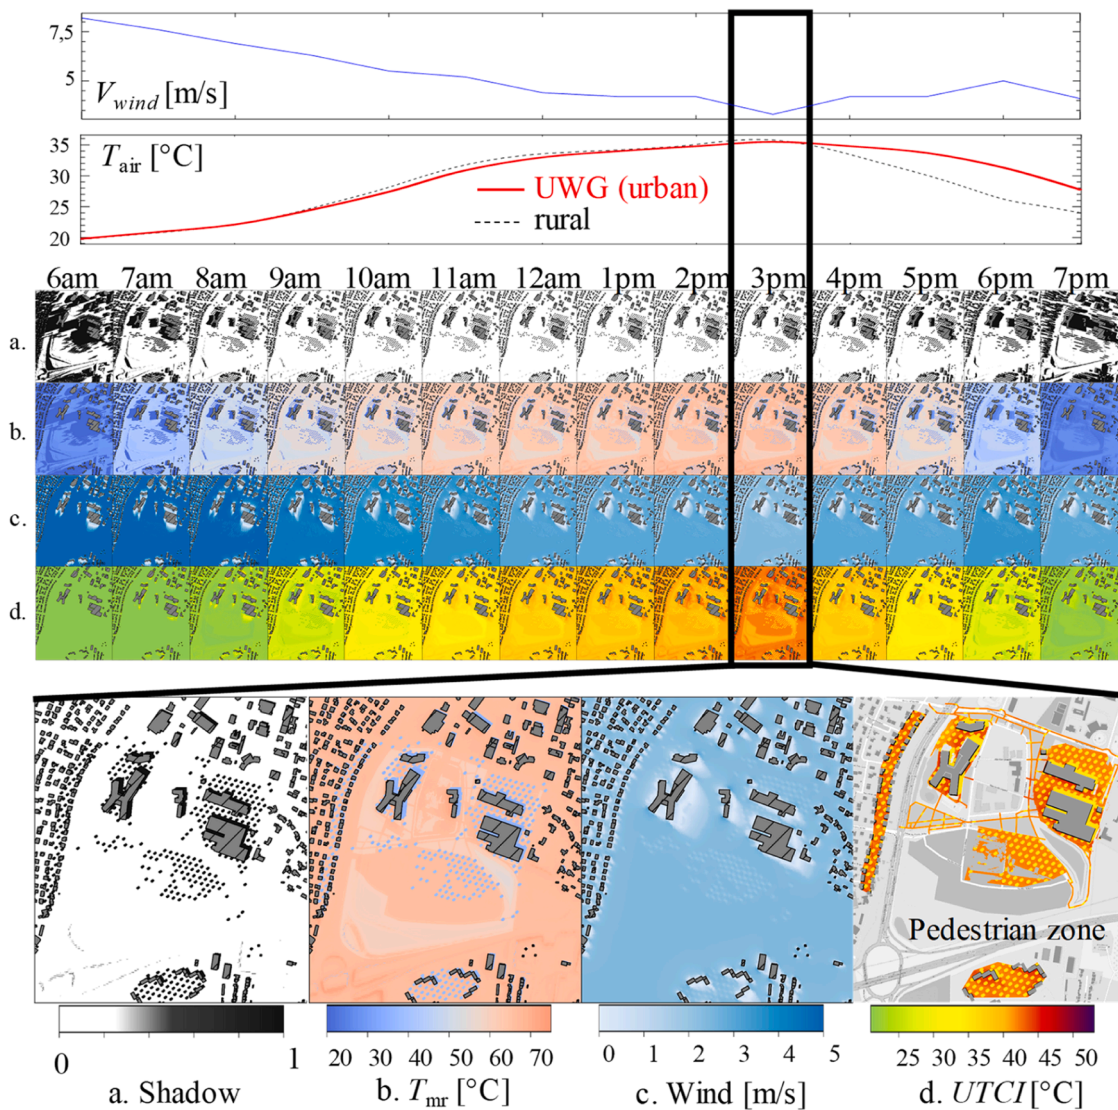 7,5
5
V_wind [m/s]
35
30
25
20
T_air [°C]
UWG (urban)
rural
6am 7am 8am 9am 10am 11am 12am 1pm 2pm 3pm 4pm 5pm 6pm 7pm
a.
b.
c.
d.
Pedestrian zone
0 1
a. Shadow
20 30 40 50 60 70
b. T_mr [°C]
0 1 2 3 4 5
c. Wind [m/s]
25 30 35 40 45 50
d. UTCI [°C]